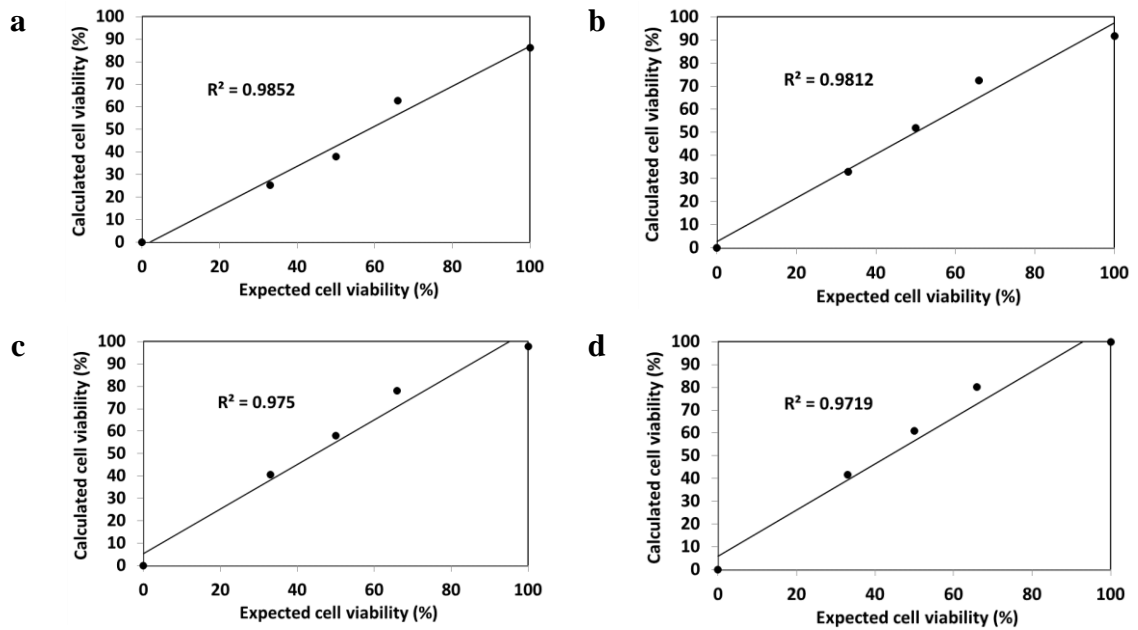 a
Calculated cell viability (%)
100
90
80
70
60
50
40
30
20
10
0
R² = 0.9852
0 20 40 60 80 100
Expected cell viability (%)
b
Calculated cell viability (%)
100
90
80
70
60
50
40
30
20
10
0
R² = 0.9812
0 20 40 60 80 100
Expected cell viability (%)
c
Calculated cell viability (%)
100
90
80
70
60
50
40
30
20
10
0
R² = 0.975
0 20 40 60 80 100
Expected cell viability (%)
d
Calculated cell viability (%)
100
90
80
70
60
50
40
30
20
10
0
R² = 0.9719
0 20 40 60 80 100
Expected cell viability (%)